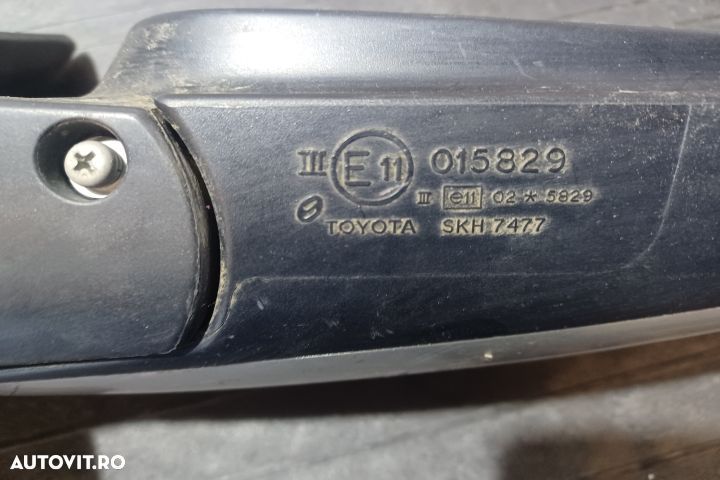 III E 11 015829
III e11 02 * 5829
TOYOTA SKH 7477
AUTOVIT.RO